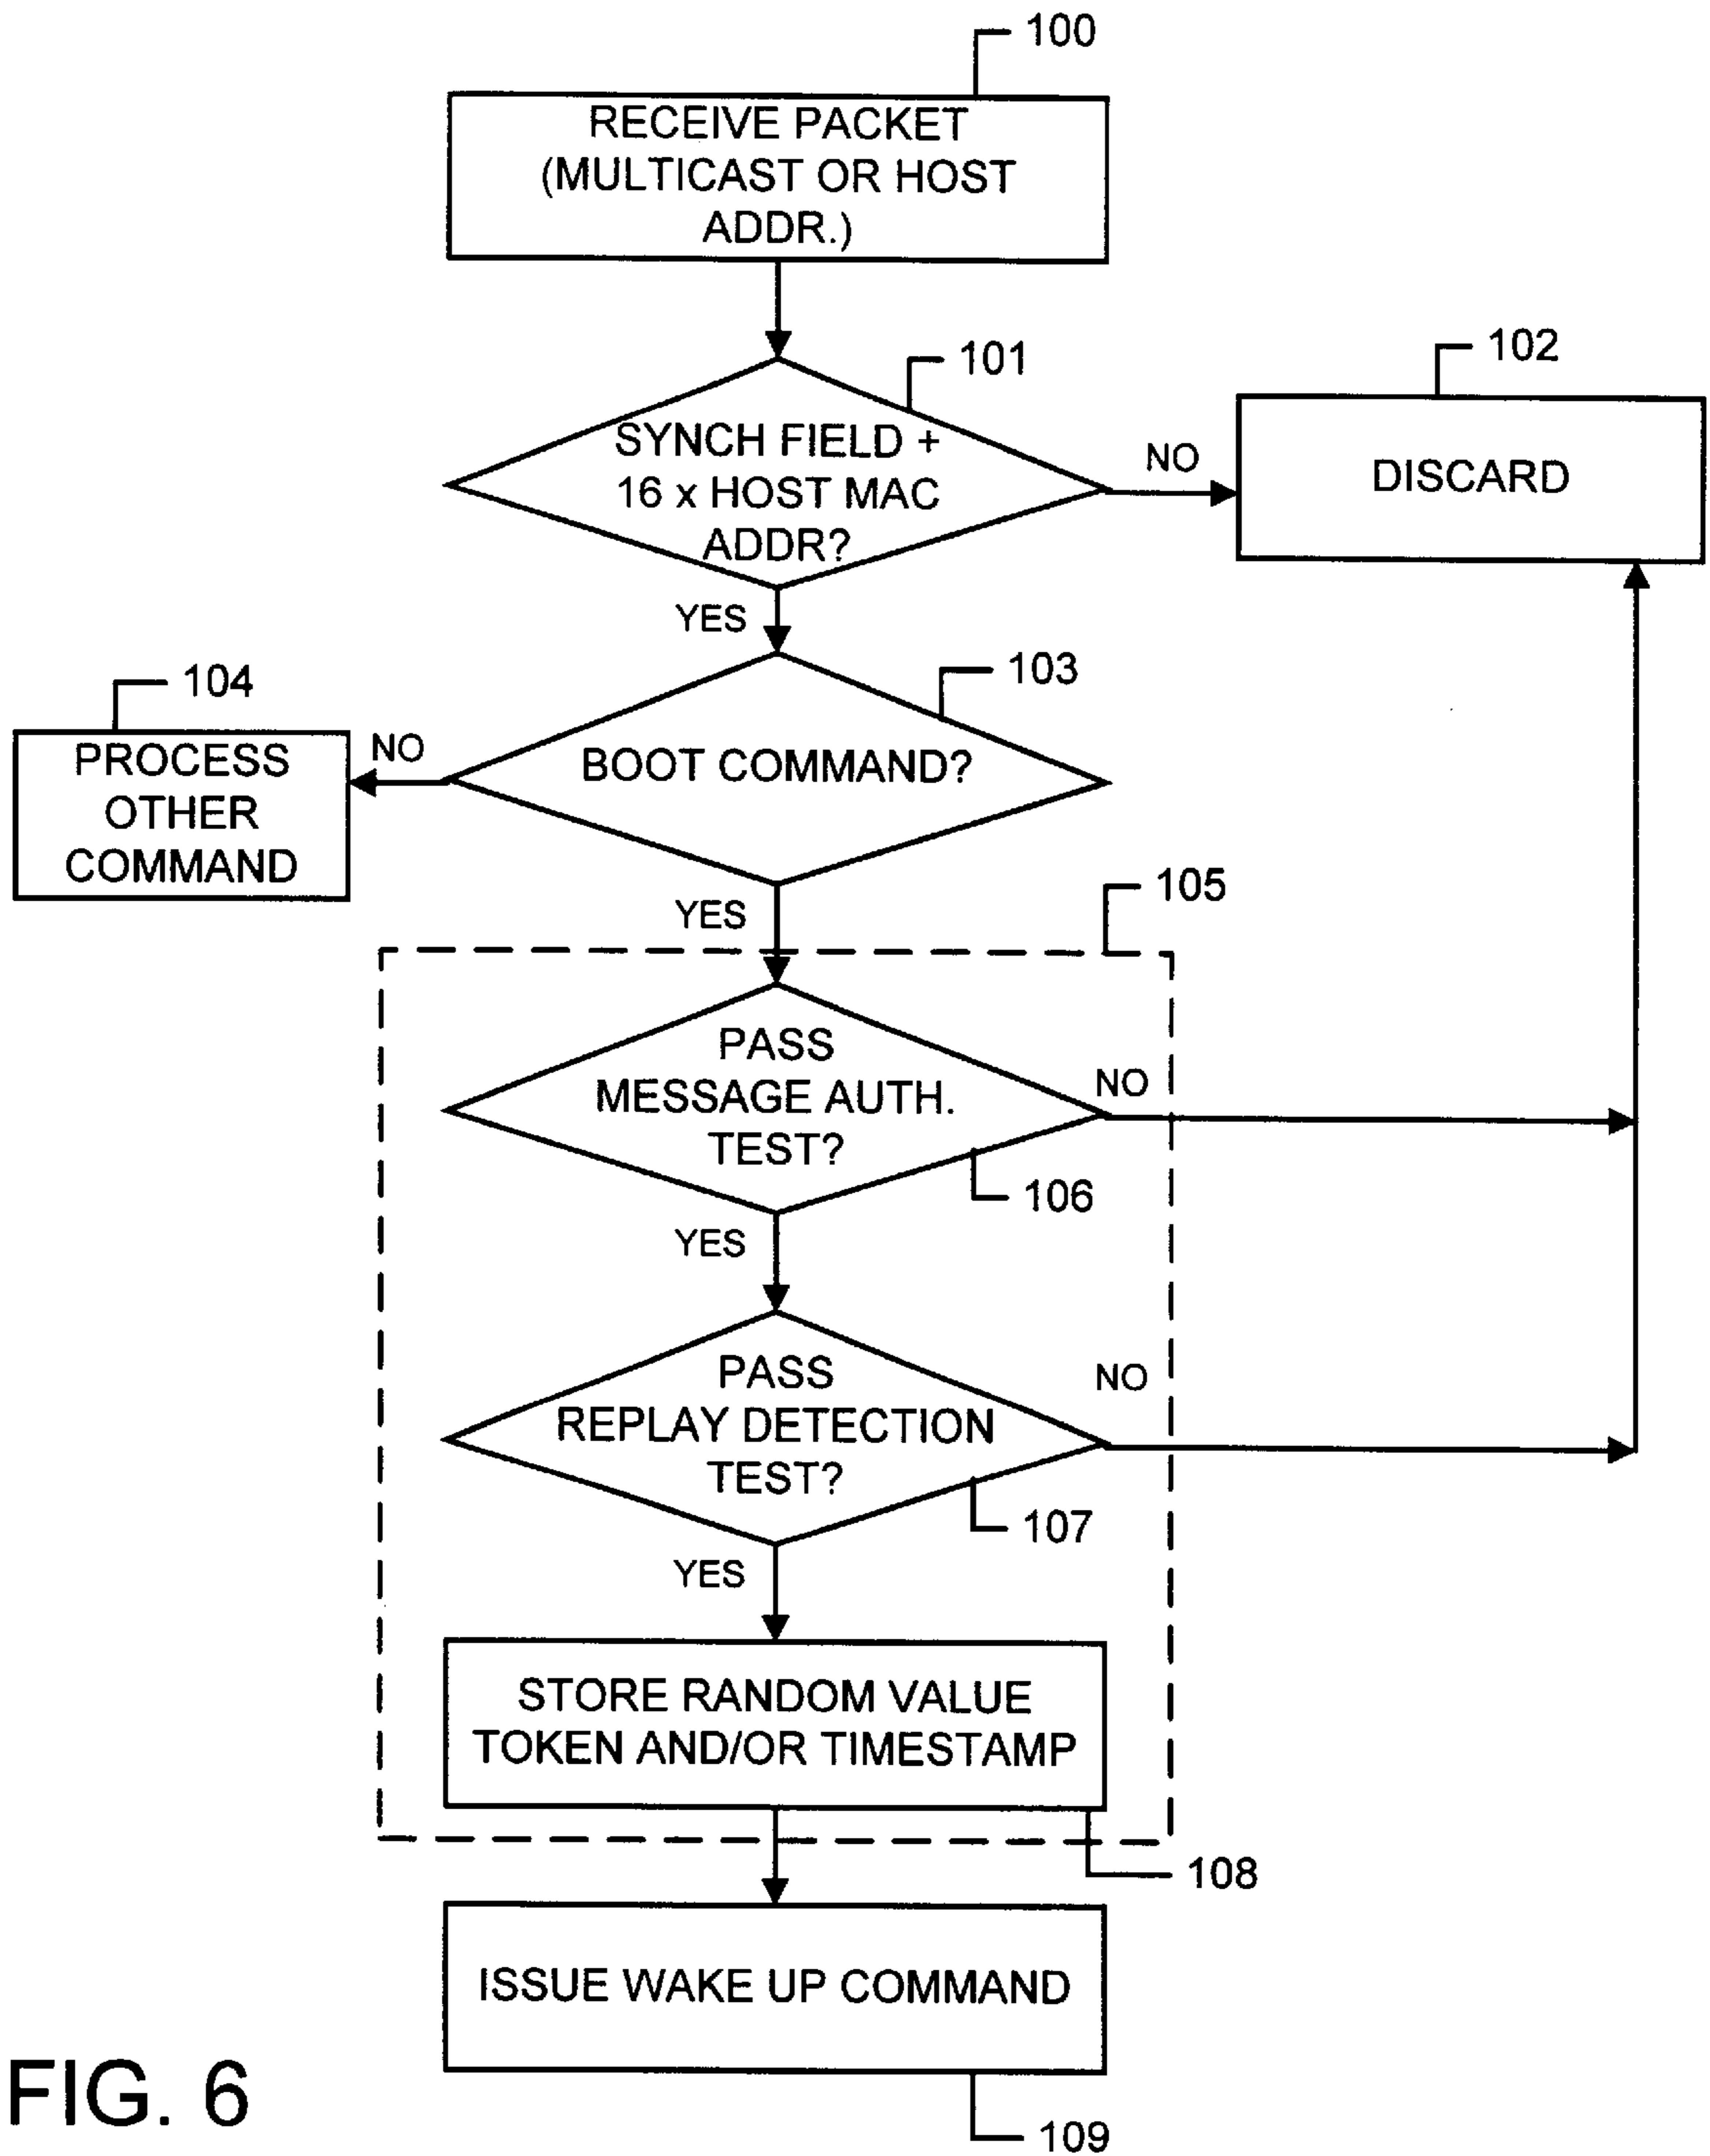 100
RECEIVE PACKET
(MULTICAST OR HOST
ADDR.)
101
102
SYNCH FIELD +
16 x HOST MAC
ADDR?
NO
DISCARD
YES
103
104
BOOT COMMAND?
NO
PROCESS
OTHER
COMMAND
YES
105
PASS
MESSAGE AUTH.
TEST?
NO
106
YES
PASS
REPLAY DETECTION
TEST?
NO
107
YES
STORE RANDOM VALUE
TOKEN AND/OR TIMESTAMP
108
ISSUE WAKE UP COMMAND
109
FIG. 6